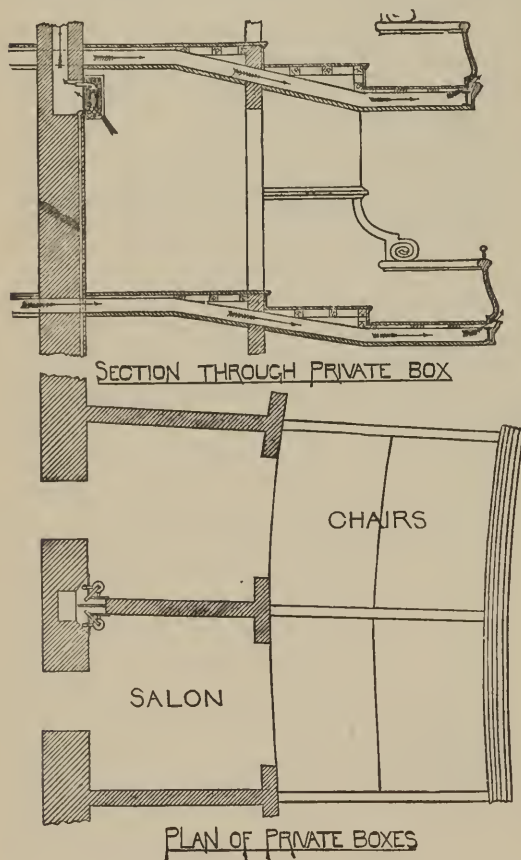 SECTION THROUGH PRIVATE BOX
CHAIRS
SALON
PLAN OF PRIVATE BOXES